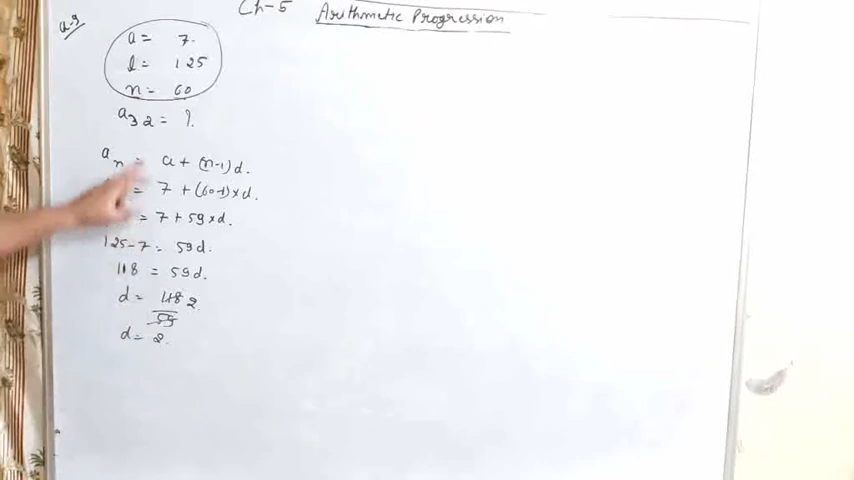 Ch-5 Arithmetic Progression
Q.9
a = 7.
l = 125
n = 60
a32 = ?
an = a + (n-1)d.
= 7 + (60-1)×d.
= 7 + 59×d.
125-7 = 59d.
118 = 59d.
d = 118 2
59
d = 2.